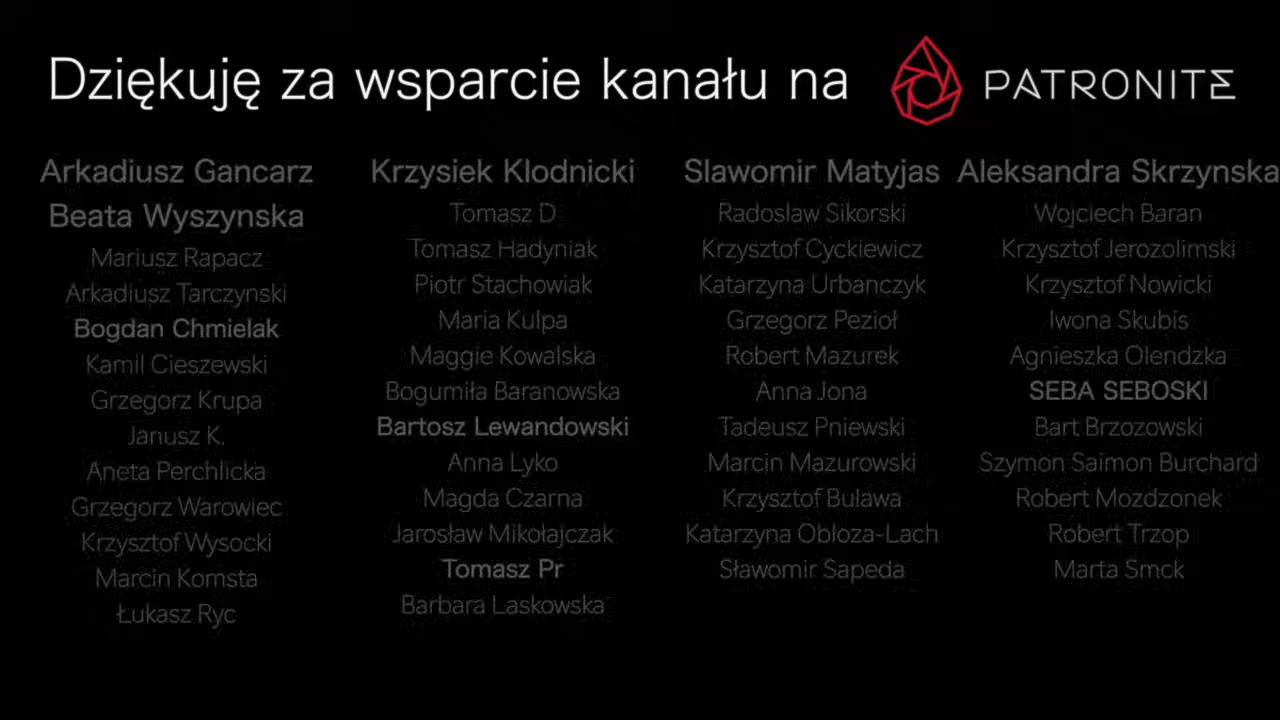 Dziękuję za wsparcie kanału na PATRONITE
Arkadiusz Gancarz
Beata Wyszynska
Mariusz Rapacz
Arkadiusz Tarczynski
Bogdan Chmielak
Kamil Cieszewski
Grzegorz Krupa
Janusz K.
Aneta Perchlicka
Grzegorz Warowiec
Krzysztof Wysocki
Marcin Komsta
Łukasz Ryc
Krzysiek Klodnicki
Tomasz D
Tomasz Hadyniak
Piotr Stachowiak
Maria Kulpa
Maggie Kowalska
Bogumiła Baranowska
Bartosz Lewandowski
Anna Lyko
Magda Czarna
Jarosław Mikołajczak
Tomasz Pr
Barbara Laskowska
Slawomir Matyjas
Radoslaw Sikorski
Krzysztof Cyckiewicz
Katarzyna Urbanczyk
Grzegorz Pezioł
Robert Mazurek
Anna Jona
Tadeusz Pniewski
Marcin Mazurowski
Krzysztof Buława
Katarzyna Obłoza-Lach
Sławomir Sapeda
Aleksandra Skrzynska
Wojciech Baran
Krzysztof Jerozolimski
Krzysztof Nowicki
Iwona Skubis
Agnieszka Olendzka
SEBA SEBOSKI
Bart Brzozowski
Szymon Saimon Burchard
Robert Mozdzonek
Robert Trzop
Marta Smck